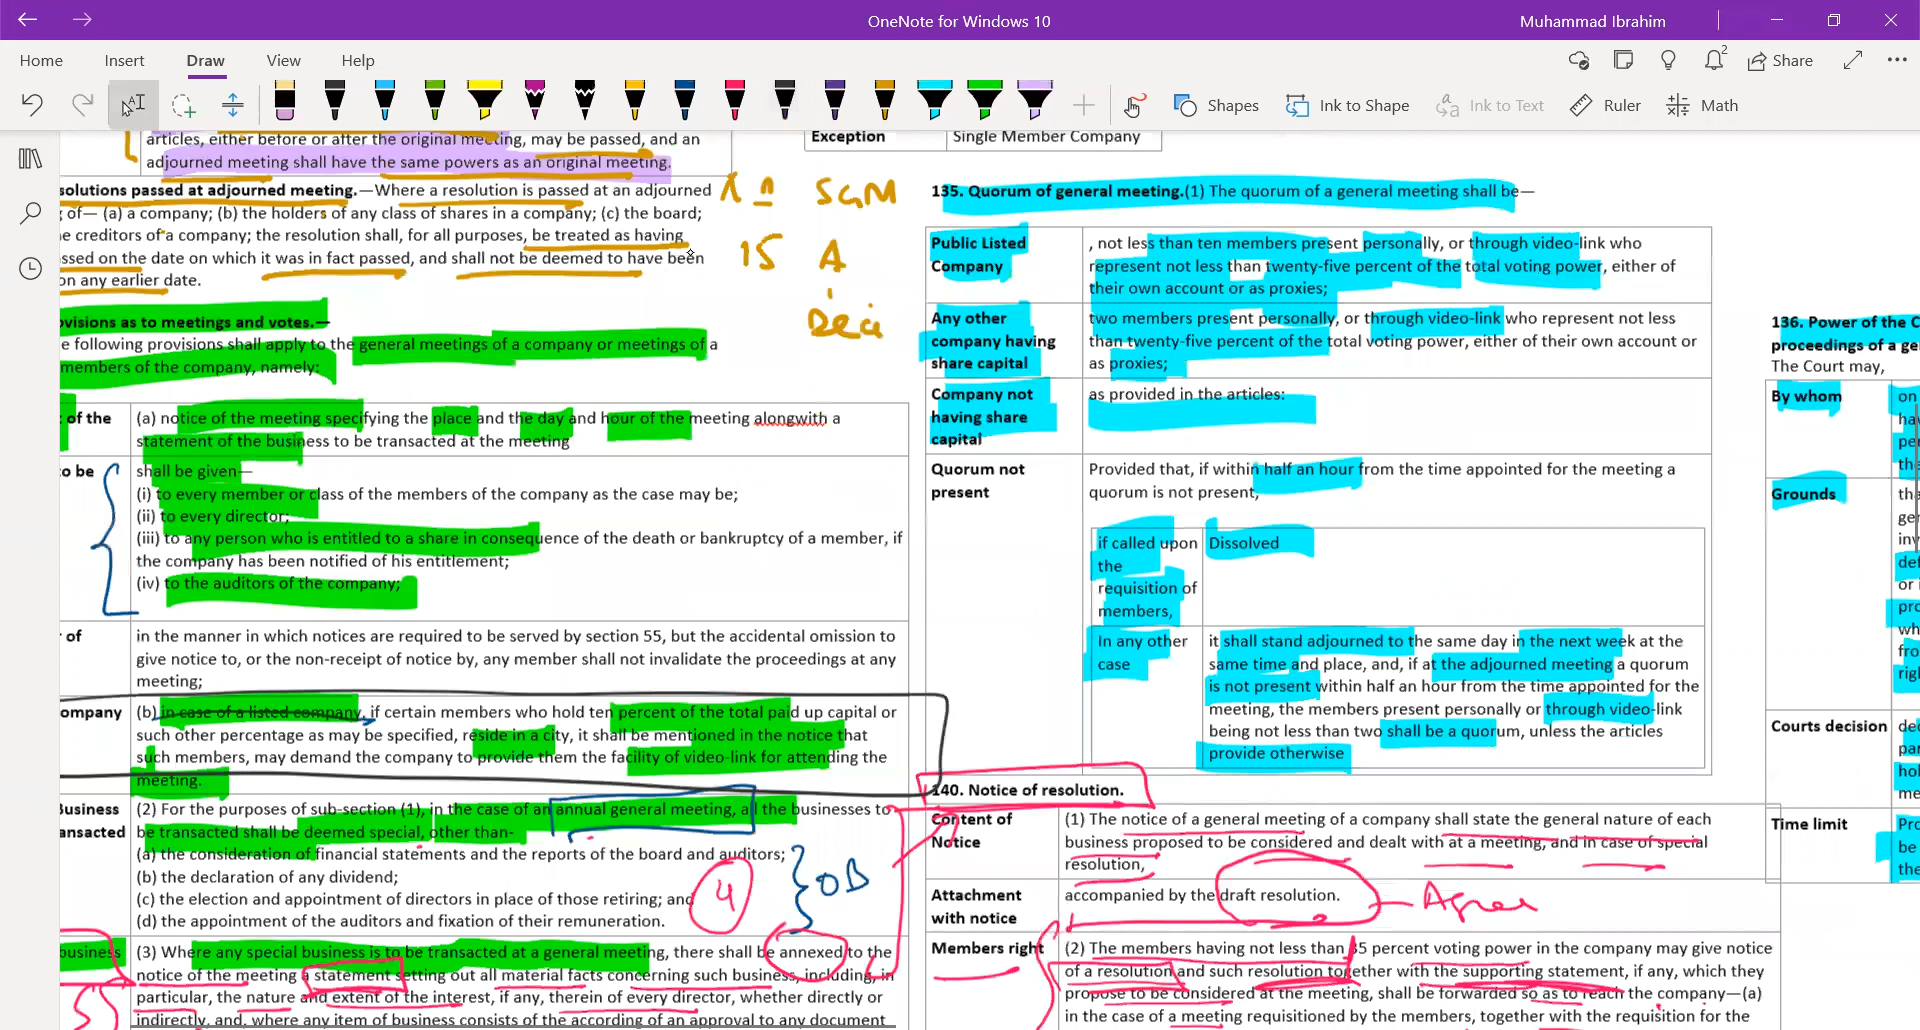 OneNote for Windows 10
Muhammad Ibrahim
Home
Insert
Draw
View
Help
2
Share
Shapes
Ink to Shape
Ink to Text
Ruler
Math
articles, either before or after the original meeting, may be passed, and an
adjourned meeting shall have the same powers as an original meeting.
solutions passed at adjourned meeting.—Where a resolution is passed at an adjourned
of— (a) a company; (b) the holders of any class of shares in a company; (c) the board;
e creditors of a company; the resolution shall, for all purposes, be treated as having
ssed on the date on which it was in fact passed, and shall not be deemed to have been
on any earlier date.
SGM
15 A
Deci
ovisions as to meetings and votes.—
e following provisions shall apply to the general meetings of a company or meetings of a
members of the company, namely:
of the
(a) notice of the meeting specifying the place and the day and hour of the meeting alongwith a
statement of the business to be transacted at the meeting
o be
shall be given—
(i) to every member or class of the members of the company as the case may be;
(ii) to every director;
(iii) to any person who is entitled to a share in consequence of the death or bankruptcy of a member, if
the company has been notified of his entitlement;
(iv) to the auditors of the company;
of
in the manner in which notices are required to be served by section 55, but the accidental omission to
give notice to, or the non-receipt of notice by, any member shall not invalidate the proceedings at any
meeting;
ompany
(b) in case of a listed company, if certain members who hold ten percent of the total paid up capital or
such other percentage as may be specified, reside in a city, it shall be mentioned in the notice that
such members, may demand the company to provide them the facility of video-link for attending the
meeting.
Business
ansacted
(2) For the purposes of sub-section (1), in the case of an annual general meeting, all the businesses to
be transacted shall be deemed special, other than-
(a) the consideration of financial statements and the reports of the board and auditors;
(b) the declaration of any dividend;
(c) the election and appointment of directors in place of those retiring; and
(d) the appointment of the auditors and fixation of their remuneration.
4
OB
business
(3) Where any special business is to be transacted at a general meeting, there shall be annexed to the
notice of the meeting a statement setting out all material facts concerning such business, including, in
particular, the nature and extent of the interest, if any, therein of every director, whether directly or
indirectly, and, where any item of business consists of the according of an approval to any document
Exception
Single Member Company
135. Quorum of general meeting.(1) The quorum of a general meeting shall be—
Public Listed
Company
, not less than ten members present personally, or through video-link who
represent not less than twenty-five percent of the total voting power, either of
their own account or as proxies;
Any other
company having
share capital
two members present personally, or through video-link who represent not less
than twenty-five percent of the total voting power, either of their own account or
as proxies;
Company not
having share
capital
as provided in the articles:
Quorum not
present
Provided that, if within half an hour from the time appointed for the meeting a
quorum is not present,
if called upon
the
requisition of
members,
Dissolved
In any other
case
it shall stand adjourned to the same day in the next week at the
same time and place, and, if at the adjourned meeting a quorum
is not present within half an hour from the time appointed for the
meeting, the members present personally or through video-link
being not less than two shall be a quorum, unless the articles
provide otherwise
140. Notice of resolution.
Content of
Notice
(1) The notice of a general meeting of a company shall state the general nature of each
business proposed to be considered and dealt with at a meeting, and in case of special
resolution,
Attachment
with notice
accompanied by the draft resolution.
Agree
Members right
(2) The members having not less than 5 percent voting power in the company may give notice
of a resolution and such resolution together with the supporting statement, if any, which they
propose to be considered at the meeting, shall be forwarded so as to reach the company—(a)
in the case of a meeting requisitioned by the members, together with the requisition for the
136. Power of the C
proceedings of a ge
The Court may,
By whom
on
ha
pe
the
Grounds
tha
ge
inv
def
or
pro
wh
fro
rig
Courts decision
de
pa
ho
me
Time limit
Pro
be
the